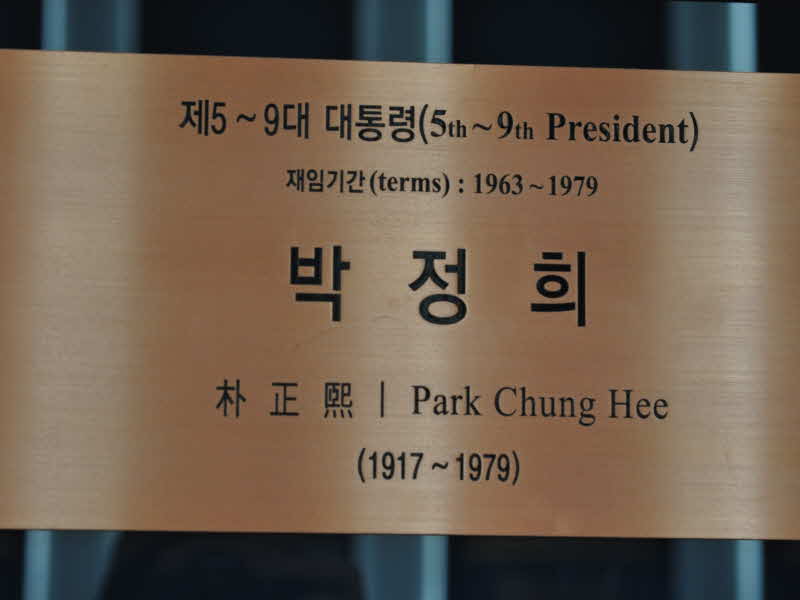 제5~9대 대통령(5th~9th President)
재임기간(terms) : 1963~1979
박 정 희
朴 正 熙 | Park Chung Hee
(1917~1979)